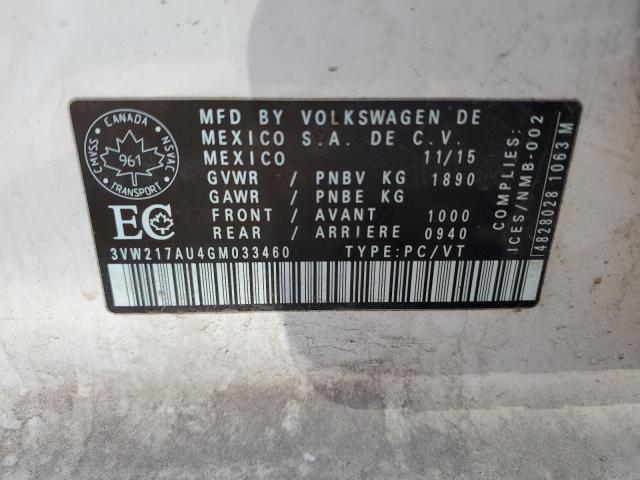 CANADA
CMVSS NSVAC
961
TRANSPORT
EC
MFD BY VOLKSWAGEN DE
MEXICO S.A. DE C.V.
MEXICO 11/15
GVWR / PNBV KG 1890
GAWR / PNBE KG
FRONT / AVANT 1000
REAR / ARRIERE 0940
3VW217AU4GM033460 TYPE:PC/VT
COMPLIES:
ICES/NMB-002
4828028 1063 M